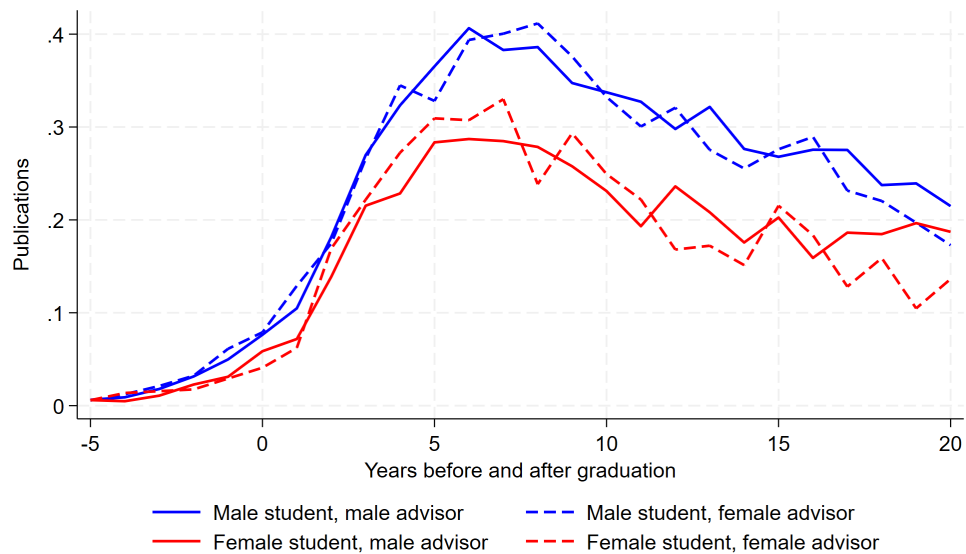 .4
.3
.2
.1
0
Publications
-5 0 5 10 15 20
Years before and after graduation
Male student, male advisor Male student, female advisor
Female student, male advisor Female student, female advisor